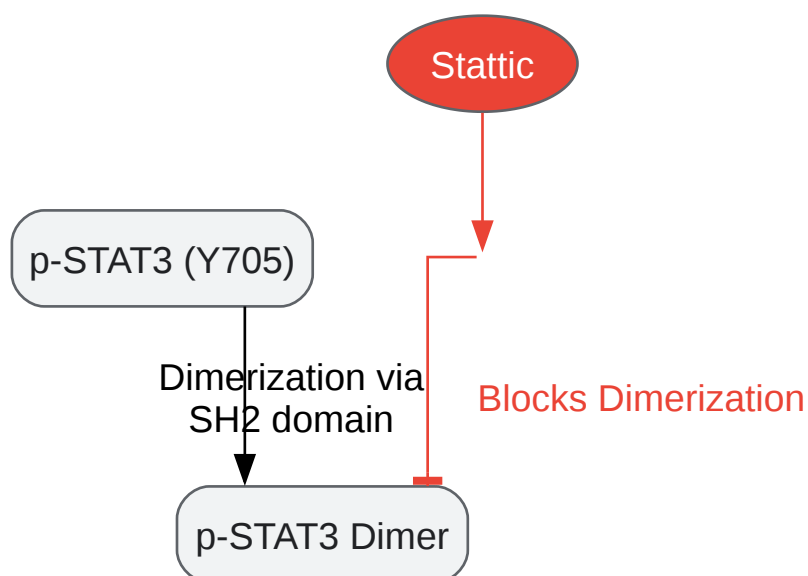 Stattic
p-STAT3 (Y705)
Dimerization via
SH2 domain
Blocks Dimerization
p-STAT3 Dimer